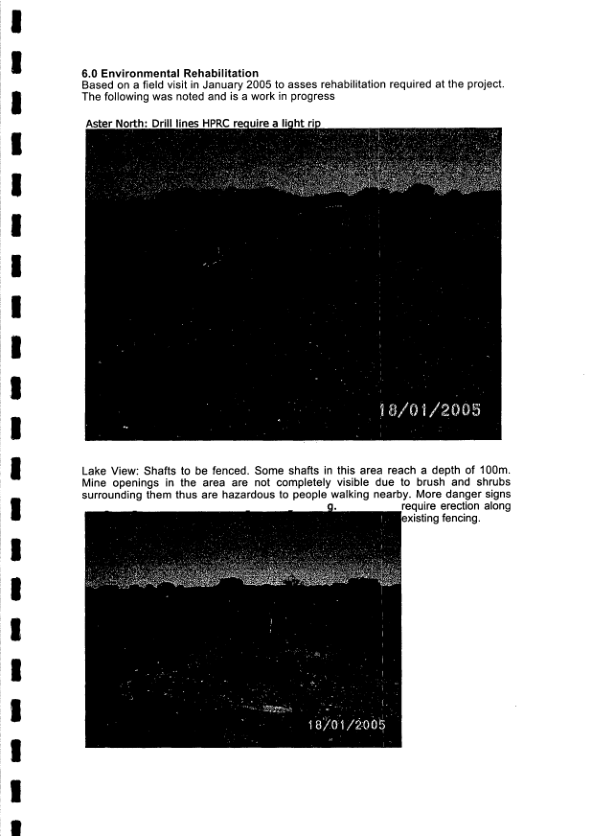 6.0 Environmental Rehabilitation
Based on a field visit in January 2005 to asses rehabilitation required at the project.
The following was noted and is a work in progress
Aster North: Drill lines HPRC require a light rip
18/01/2005
Lake View: Shafts to be fenced. Some shafts in this area reach a depth of 100m.
Mine openings in the area are not completely visible due to brush and shrubs
surrounding them thus are hazardous to people walking nearby. More danger signs
g. require erection along
existing fencing.
18/01/2005